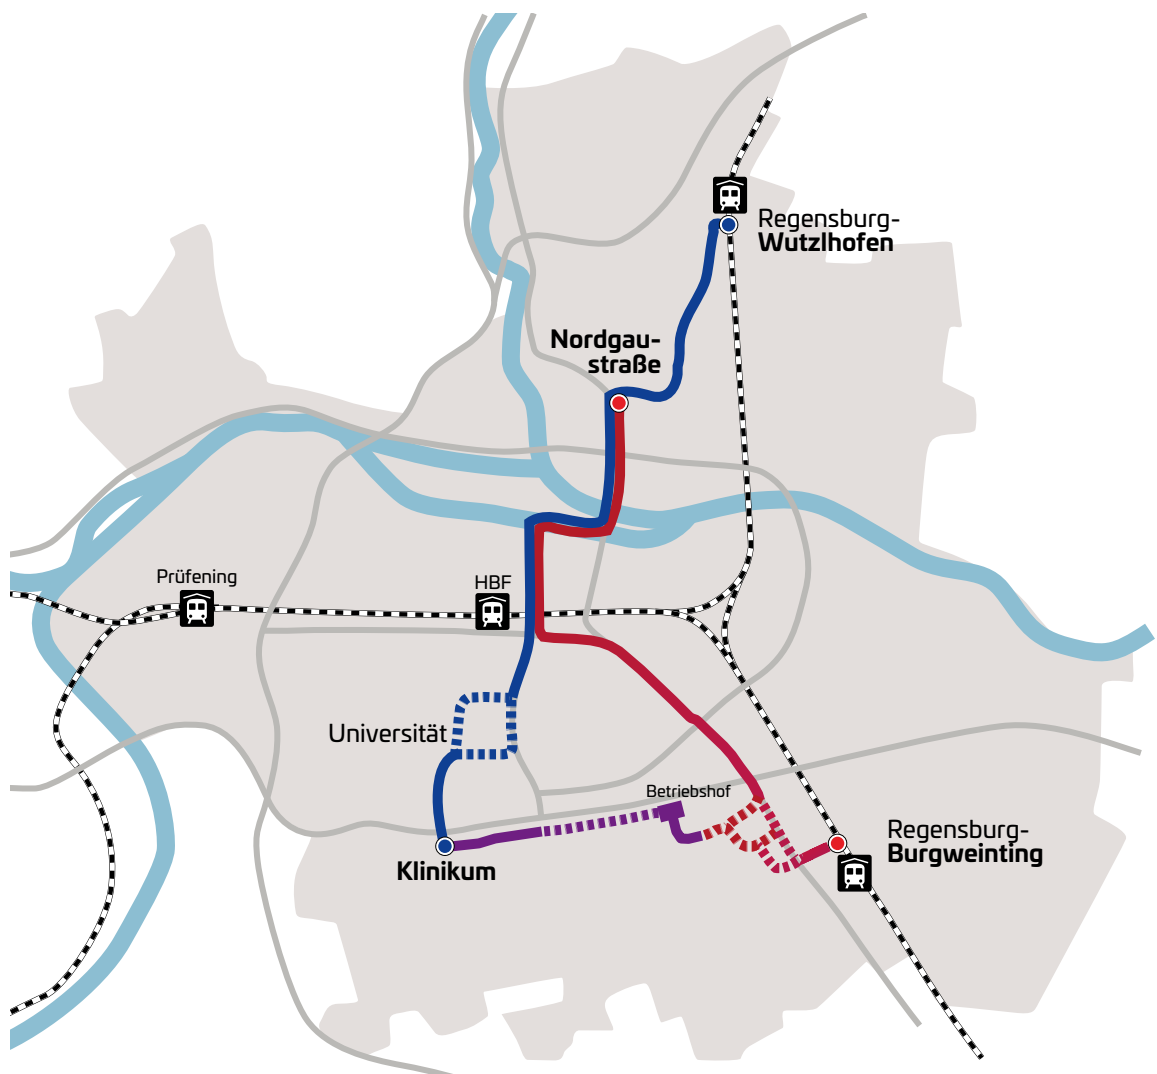 Regensburg-
Wutzlhofen
Nordgau-
straße
Prüfening
HBF
Universität
Betriebshof
Regensburg-
Burgweinting
Klinikum